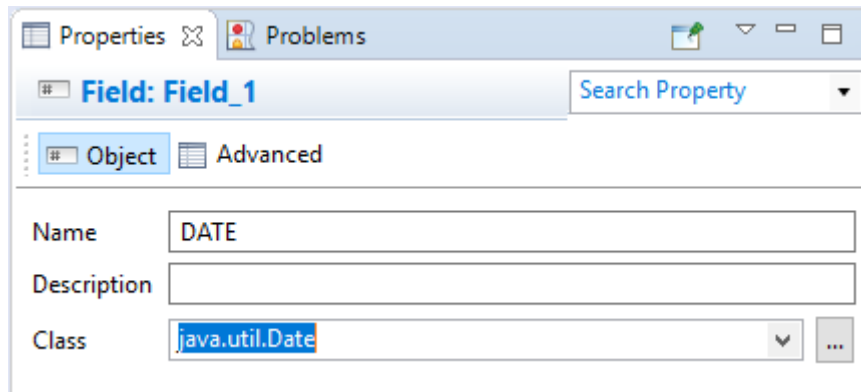 Properties Problems
Field: Field_1 Search Property
# Object Advanced
Name DATE
Description
Class java.util.Date ...